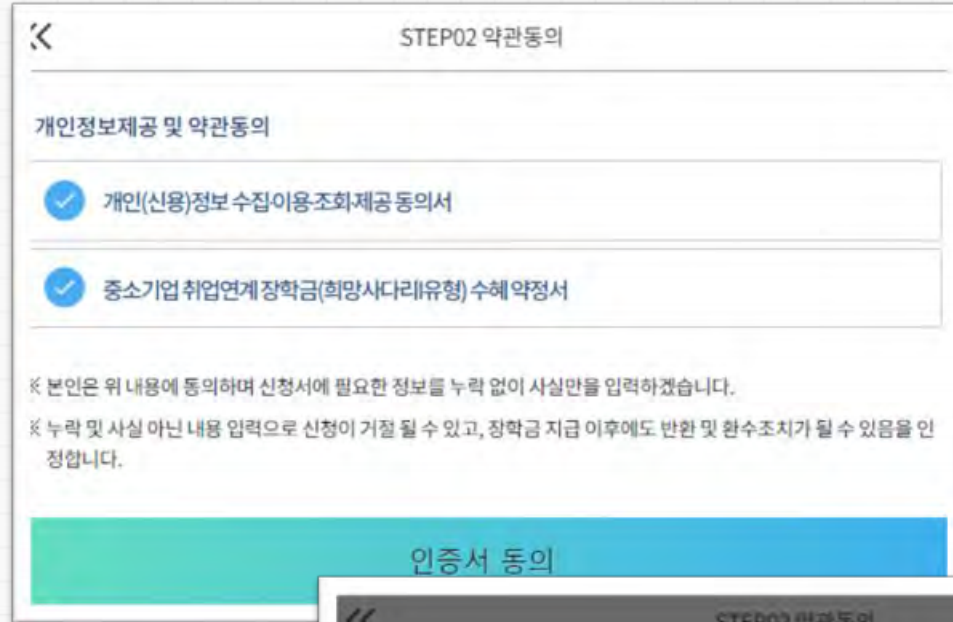 STEP02 약관동의
개인정보제공 및 약관동의
개인(신용)정보 수집·이용·조회·제공 동의서
중소기업 취업연계 장학금(희망사다리I유형) 수혜 약정서
※ 본인은 위 내용에 동의하며 신청서에 필요한 정보를 누락 없이 사실만을 입력하겠습니다.
※ 누락 및 사실 아닌 내용 입력으로 신청이 거절 될 수 있고, 장학금 지급 이후에도 반환 및 환수조치가 될 수 있음을 인
정합니다.
인증서 동의
STEP02 약관동의